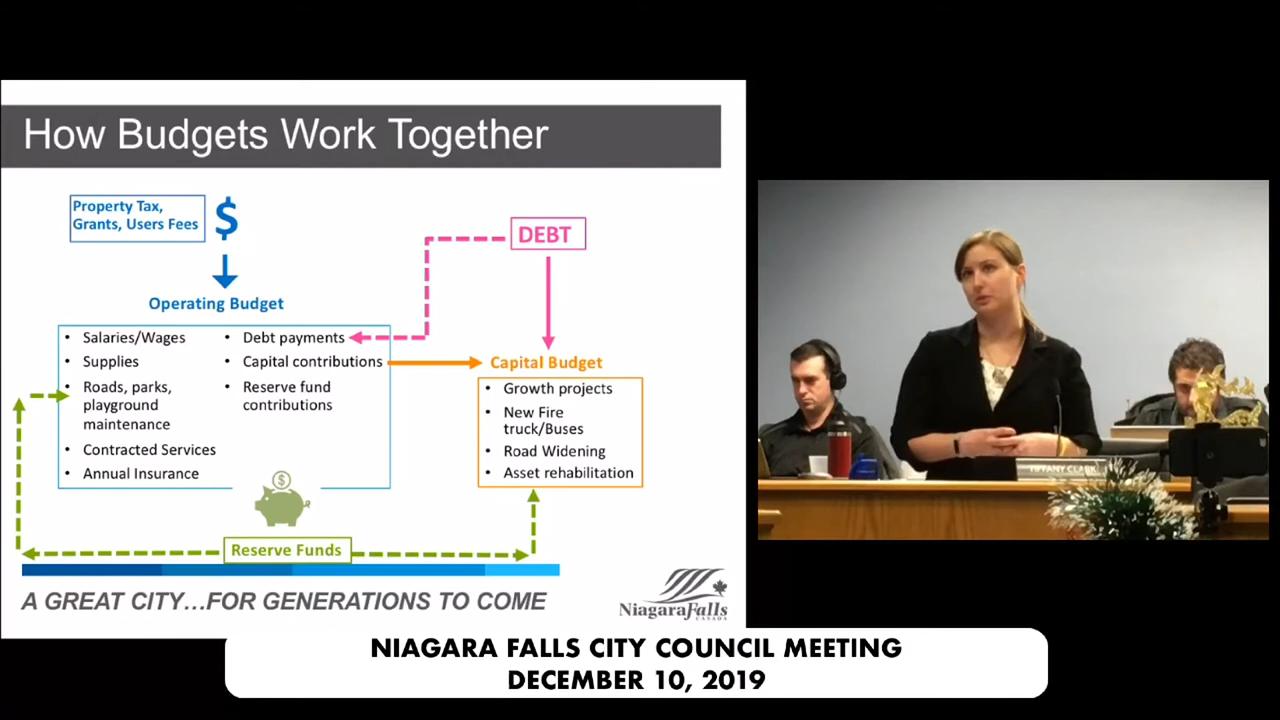 How Budgets Work Together
Property Tax,
Grants, Users Fees
$
DEBT
Operating Budget
• Salaries/Wages
• Supplies
• Roads, parks,
playground
maintenance
• Contracted Services
• Annual Insurance
• Debt payments
• Capital contributions
• Reserve fund
contributions
Capital Budget
• Growth projects
• New Fire
truck/Buses
• Road Widening
• Asset rehabilitation
$
Reserve Funds
A GREAT CITY...FOR GENERATIONS TO COME
NiagaraFalls
CANADA
TIFFANY CLARK
NIAGARA FALLS CITY COUNCIL MEETING
DECEMBER 10, 2019